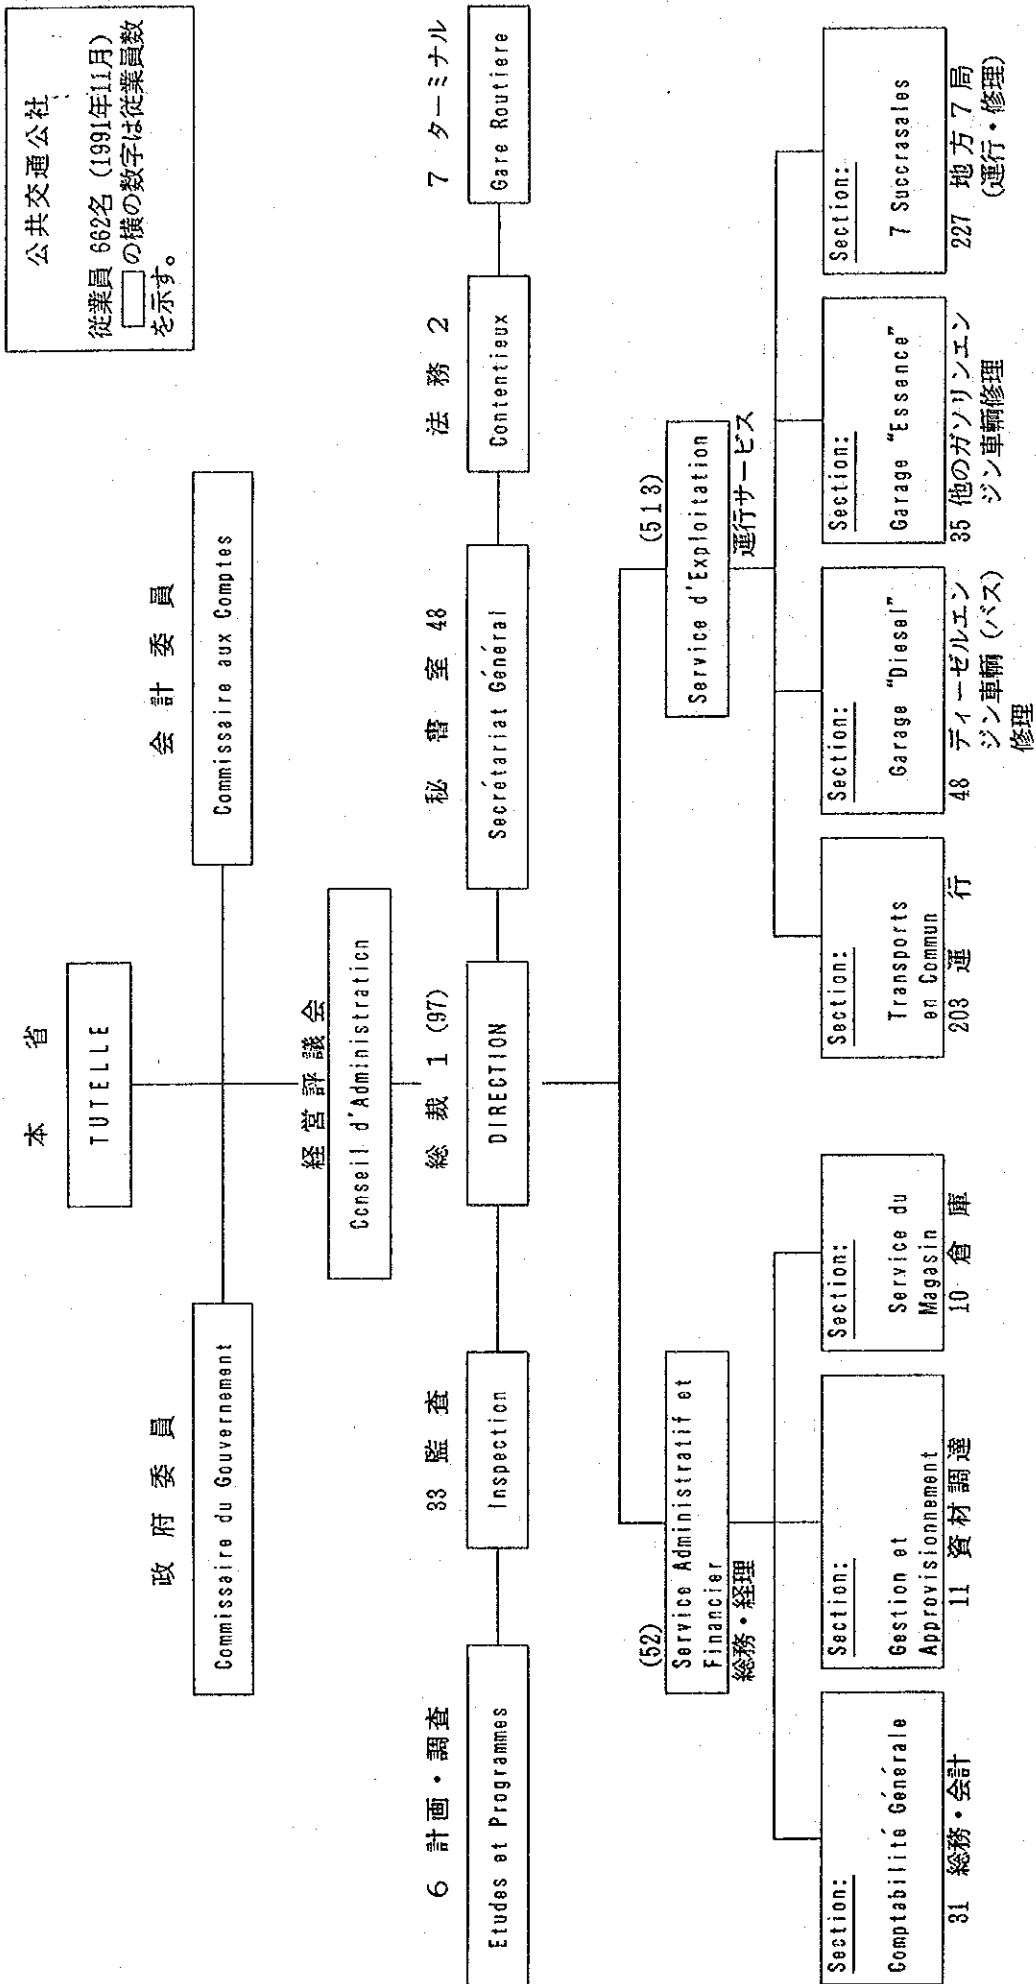 公共交通公社
従業員 662名 (1991年11月)
の横の数字は従業員数
を示す。
本 省
TUTELLE
政 府 委 員
Commissaire du Gouvernement
会 計 委 員
Commissaire aux Comptes
経営評議会
Conseil d'Administration
6 計画・調査
Etudes et Programmes
33 監 査
Inspection
総 裁 1 (97)
DIRECTION
秘 書 室 48
Secrétariat Général
法 務 2
Contentieux
7 ターミナル
Gare Routiere
(52)
Service Administratif et
Financier
総務・経理
(513)
Service d'Exploitation
運行サービス
Section:
Comptabilité Générale
31 総務・会計
Section:
Gestion et
Approvisionnement
11 資材調達
Section:
Service du
Magasin
10 倉 庫
Section:
Transports
en Commun
203 運 行
Section:
Garage "Diesel"
48 ディーゼルエン
ジン車輌 (バス)
修理
Section:
Garage "Essence"
35 他のガソリンエン
ジン車輌修理
Section:
7 Succrasales
227 地方 7 局
(運行・修理)